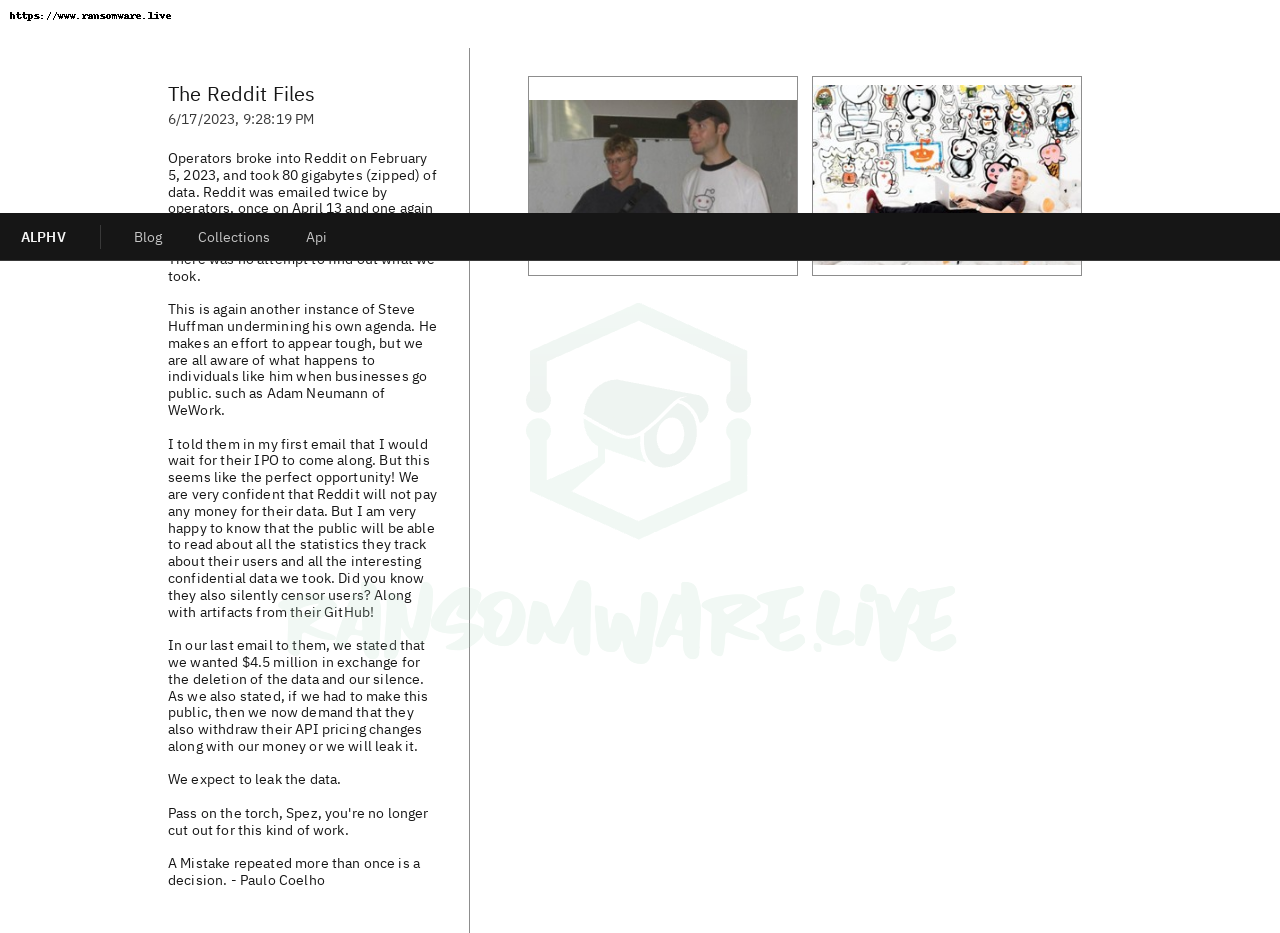 https://www.ransomware.live
The Reddit Files
6/17/2023, 9:28:19 PM
Operators broke into Reddit on February
5, 2023, and took 80 gigabytes (zipped) of
data. Reddit was emailed twice by
operators, once on April 13 and one again
ALPHV
Blog
Collections
Api
There was no attempt to find out what we
took.
This is again another instance of Steve
Huffman undermining his own agenda. He
makes an effort to appear tough, but we
are all aware of what happens to
individuals like him when businesses go
public. such as Adam Neumann of
WeWork.
I told them in my first email that I would
wait for their IPO to come along. But this
seems like the perfect opportunity! We
are very confident that Reddit will not pay
any money for their data. But I am very
happy to know that the public will be able
to read about all the statistics they track
about their users and all the interesting
confidential data we took. Did you know
they also silently censor users? Along
with artifacts from their GitHub!
In our last email to them, we stated that
we wanted $4.5 million in exchange for
the deletion of the data and our silence.
As we also stated, if we had to make this
public, then we now demand that they
also withdraw their API pricing changes
along with our money or we will leak it.
We expect to leak the data.
Pass on the torch, Spez, you're no longer
cut out for this kind of work.
A Mistake repeated more than once is a
decision. - Paulo Coelho
RANSOMWARE.LIVE